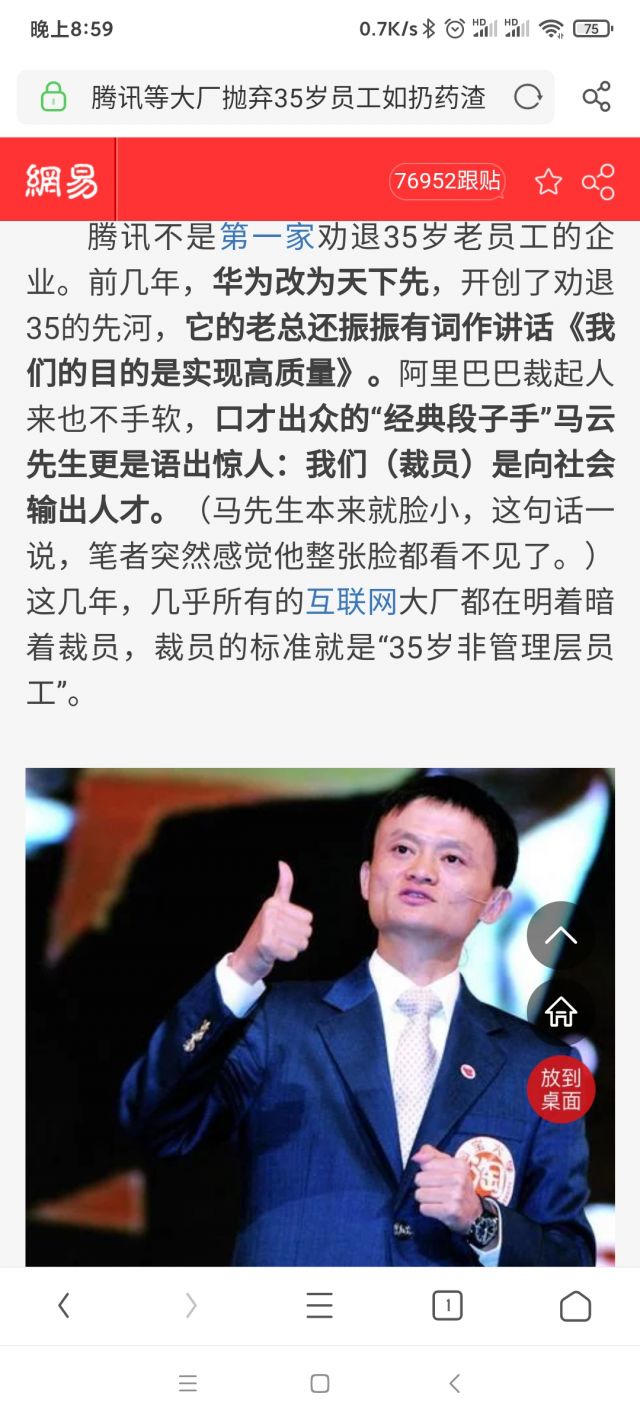 晚上8:59
0.7K/s HD HD 75
腾讯等大厂抛弃35岁员工如扔药渣
網易
76952跟贴
腾讯不是第一家劝退35岁老员工的企
业。前几年，华为改为天下先，开创了劝退
35的先河，它的老总还振振有词作讲话《我
们的目的是实现高质量》。阿里巴巴裁起人
来也不手软，口才出众的“经典段子手”马云
先生更是语出惊人：我们（裁员）是向社会
输出人才。（马先生本来就脸小，这句话一
说，笔者突然感觉他整张脸都看不见了。）
这几年，几乎所有的互联网大厂都在明着暗
着裁员，裁员的标准就是“35岁非管理层员
工”。
放到
桌面
淘
1